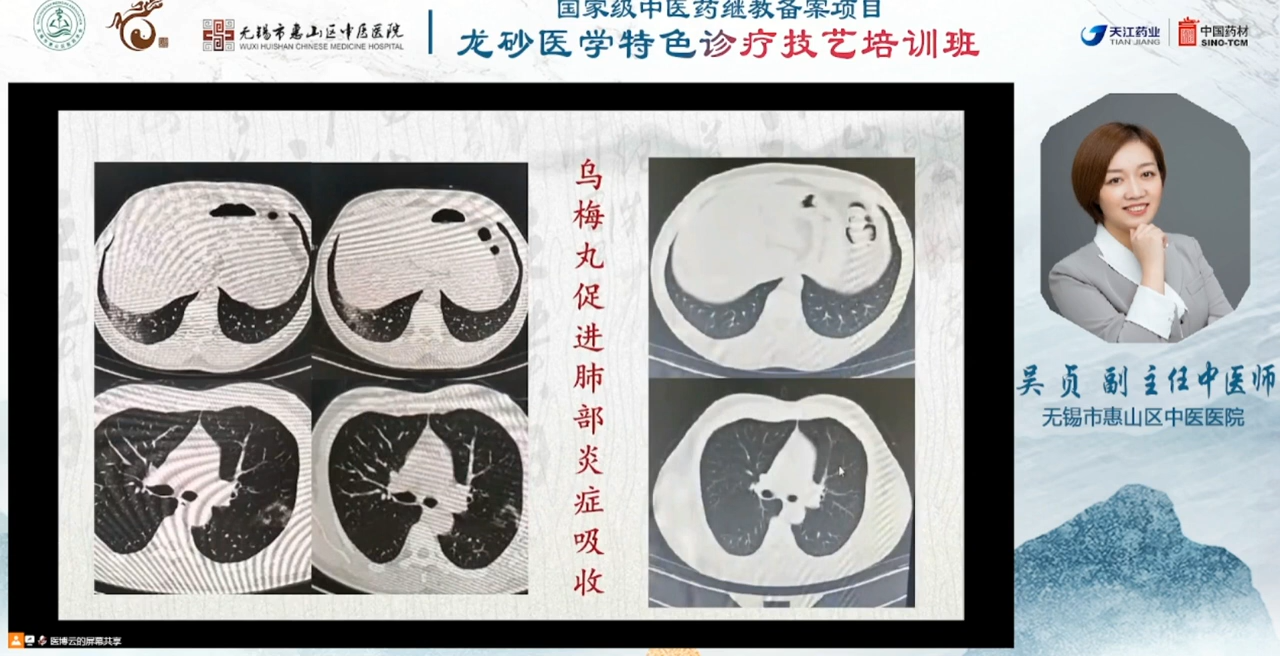 国家级中医药继教备案项目
无锡市惠山区中医医院
WUXI HUISHAN CHINESE MEDICINE HOSPITAL
龙砂医学特色诊疗技艺培训班
天江药业
TIAN JIANG
中国药材
SINO-TCM
乌梅丸促进肺部炎症吸收
吴贞 副主任中医师
无锡市惠山区中医医院
医博云的屏幕共享